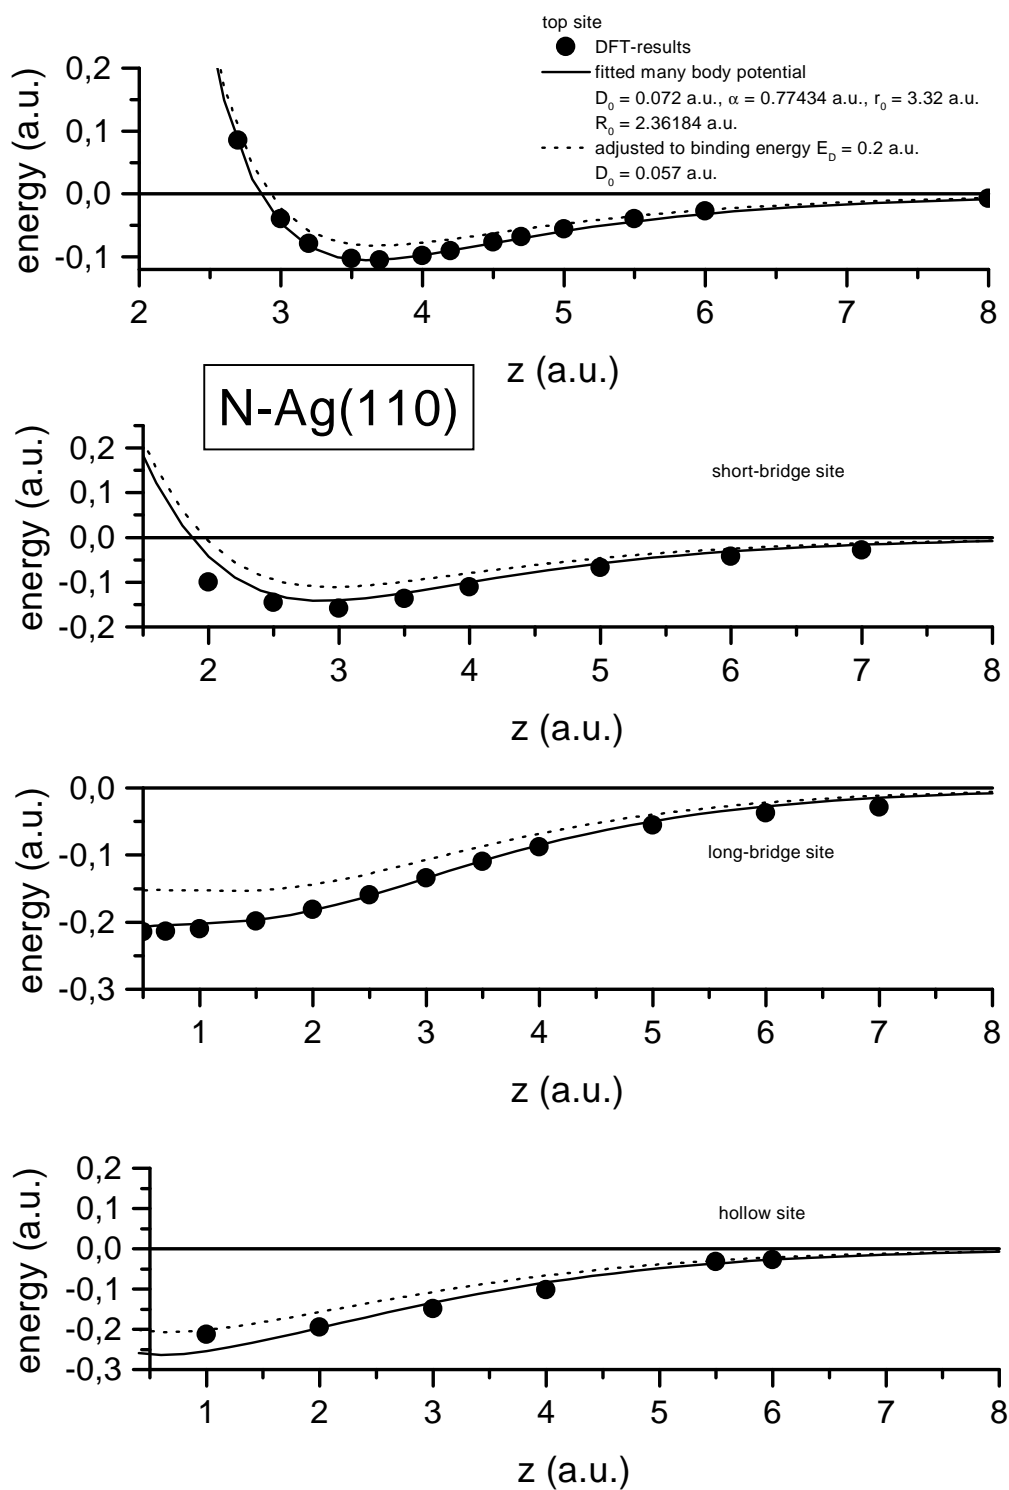 top site
DFT-results
fitted many body potential
D₀ = 0.072 a.u., α = 0.77434 a.u., r₀ = 3.32 a.u.
R₀ = 2.36184 a.u.
adjusted to binding energy E_D = 0.2 a.u.
D₀ = 0.057 a.u.
energy (a.u.)
0,2
0,1
0,0
-0,1
2 3 4 5 6 7 8
z (a.u.)
N-Ag(110)
short-bridge site
energy (a.u.)
0,2
0,1
0,0
-0,1
-0,2
2 3 4 5 6 7 8
z (a.u.)
energy (a.u.)
0,0
-0,1
-0,2
-0,3
long-bridge site
1 2 3 4 5 6 7 8
z (a.u.)
energy (a.u.)
0,2
0,1
0,0
-0,1
-0,2
-0,3
hollow site
1 2 3 4 5 6 7 8
z (a.u.)